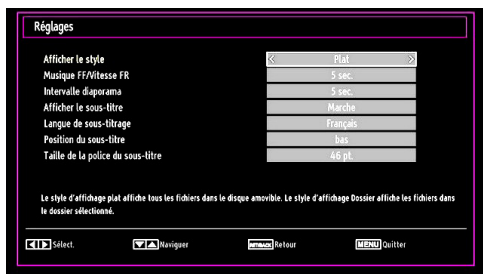 Réglages
Afficher le style Plat
Musique FF/Vitesse FR 5 sec.
Intervalle diaporama 5 sec.
Afficher le sous-titre Marche
Langue de sous-titrage Français
Position du sous-titre bas
Taille de la police du sous-titre 46 pt.
Le style d'affichage plat affiche tous les fichiers dans le disque amovible. Le style d'affichage Dossier affiche les fichiers dans
le dossier sélectionné.
Sélect. Naviguer Retour MENU Quitter